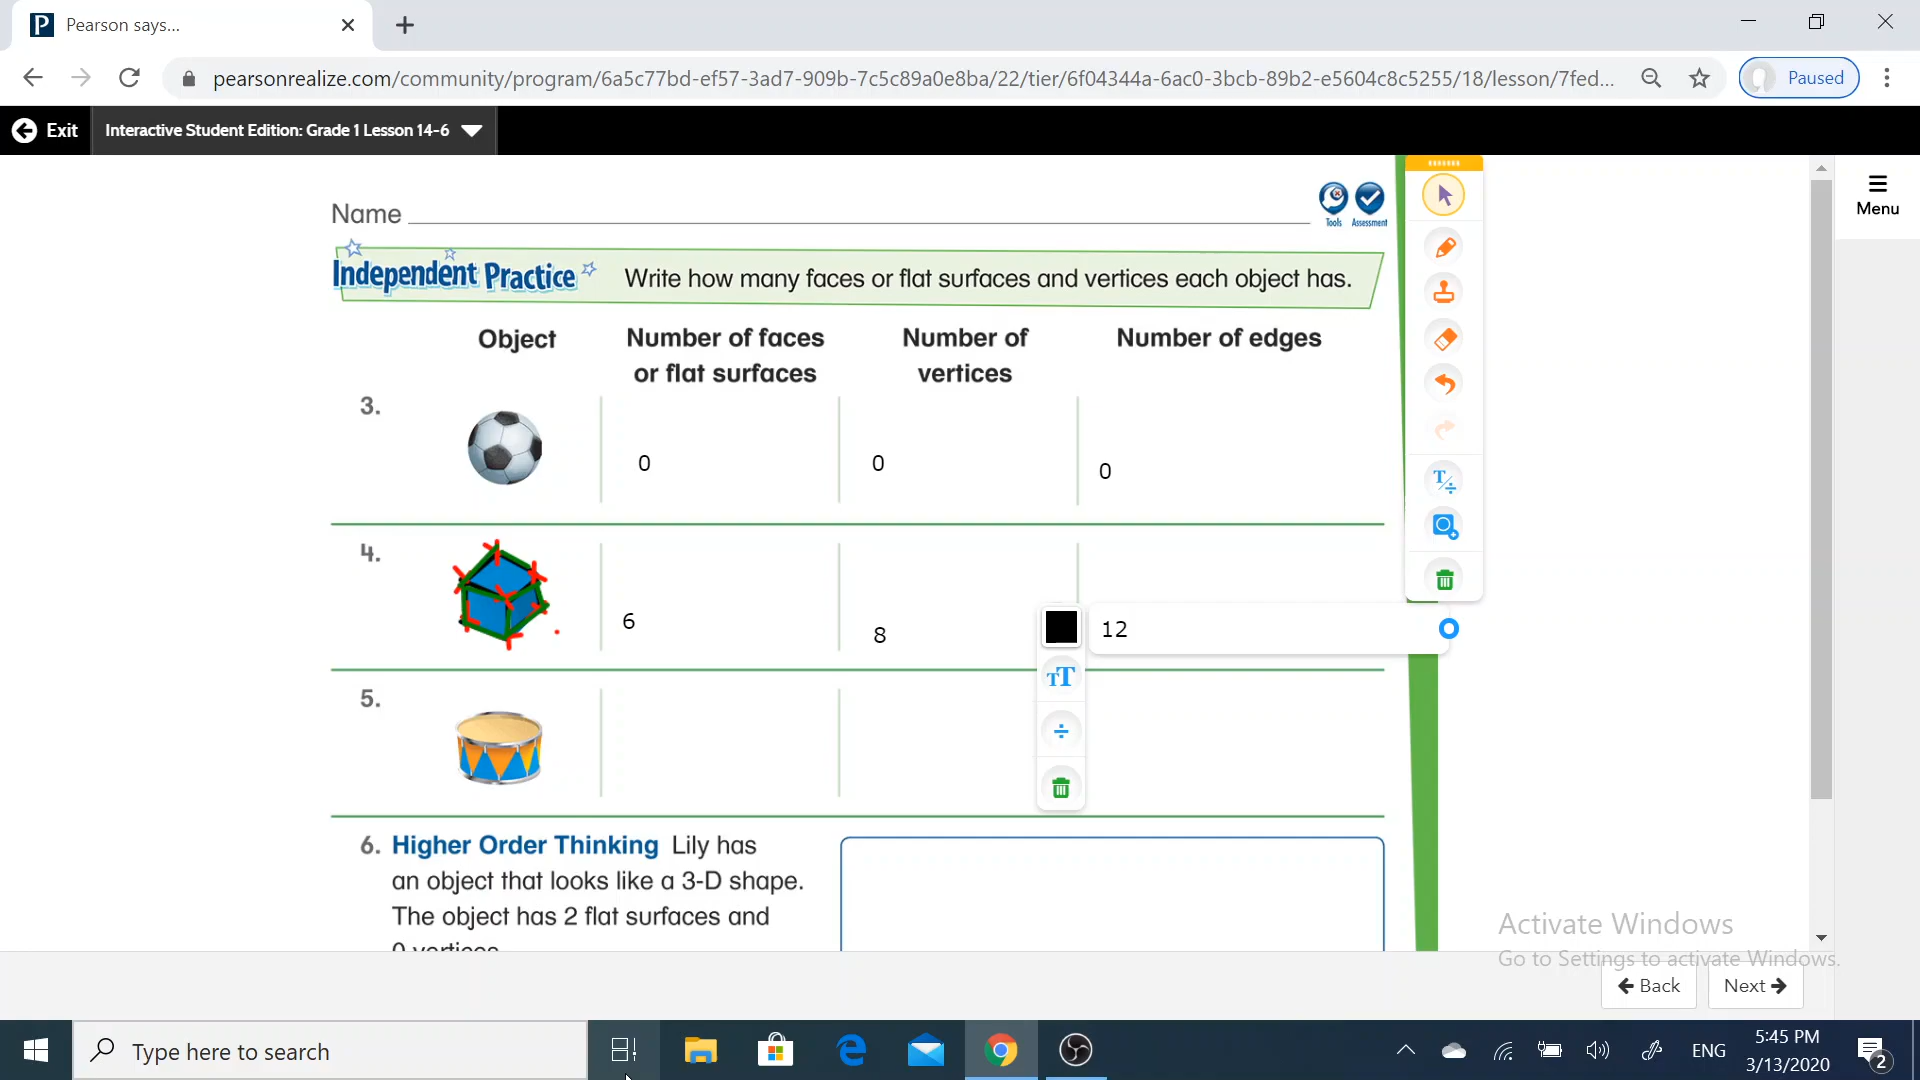 P Pearson says...
pearsonrealize.com/community/program/6a5c77bd-ef57-3ad7-909b-7c5c89a0e8ba/22/tier/6f04344a-6ac0-3bcb-89b2-e5604c8c5255/18/lesson/7fed...
Paused
Exit
Interactive Student Edition: Grade 1 Lesson 14-6
Menu
Name
Tools Assessment
Independent Practice Write how many faces or flat surfaces and vertices each object has.
Object Number of faces or flat surfaces Number of vertices Number of edges
3. 0 0 0
4. 6 8 12
TT
÷
5.
6. Higher Order Thinking Lily has
an object that looks like a 3-D shape.
The object has 2 flat surfaces and
0 vertices
Activate Windows
Go to Settings to activate Windows.
Back Next
Type here to search
ENG
5:45 PM
3/13/2020
2